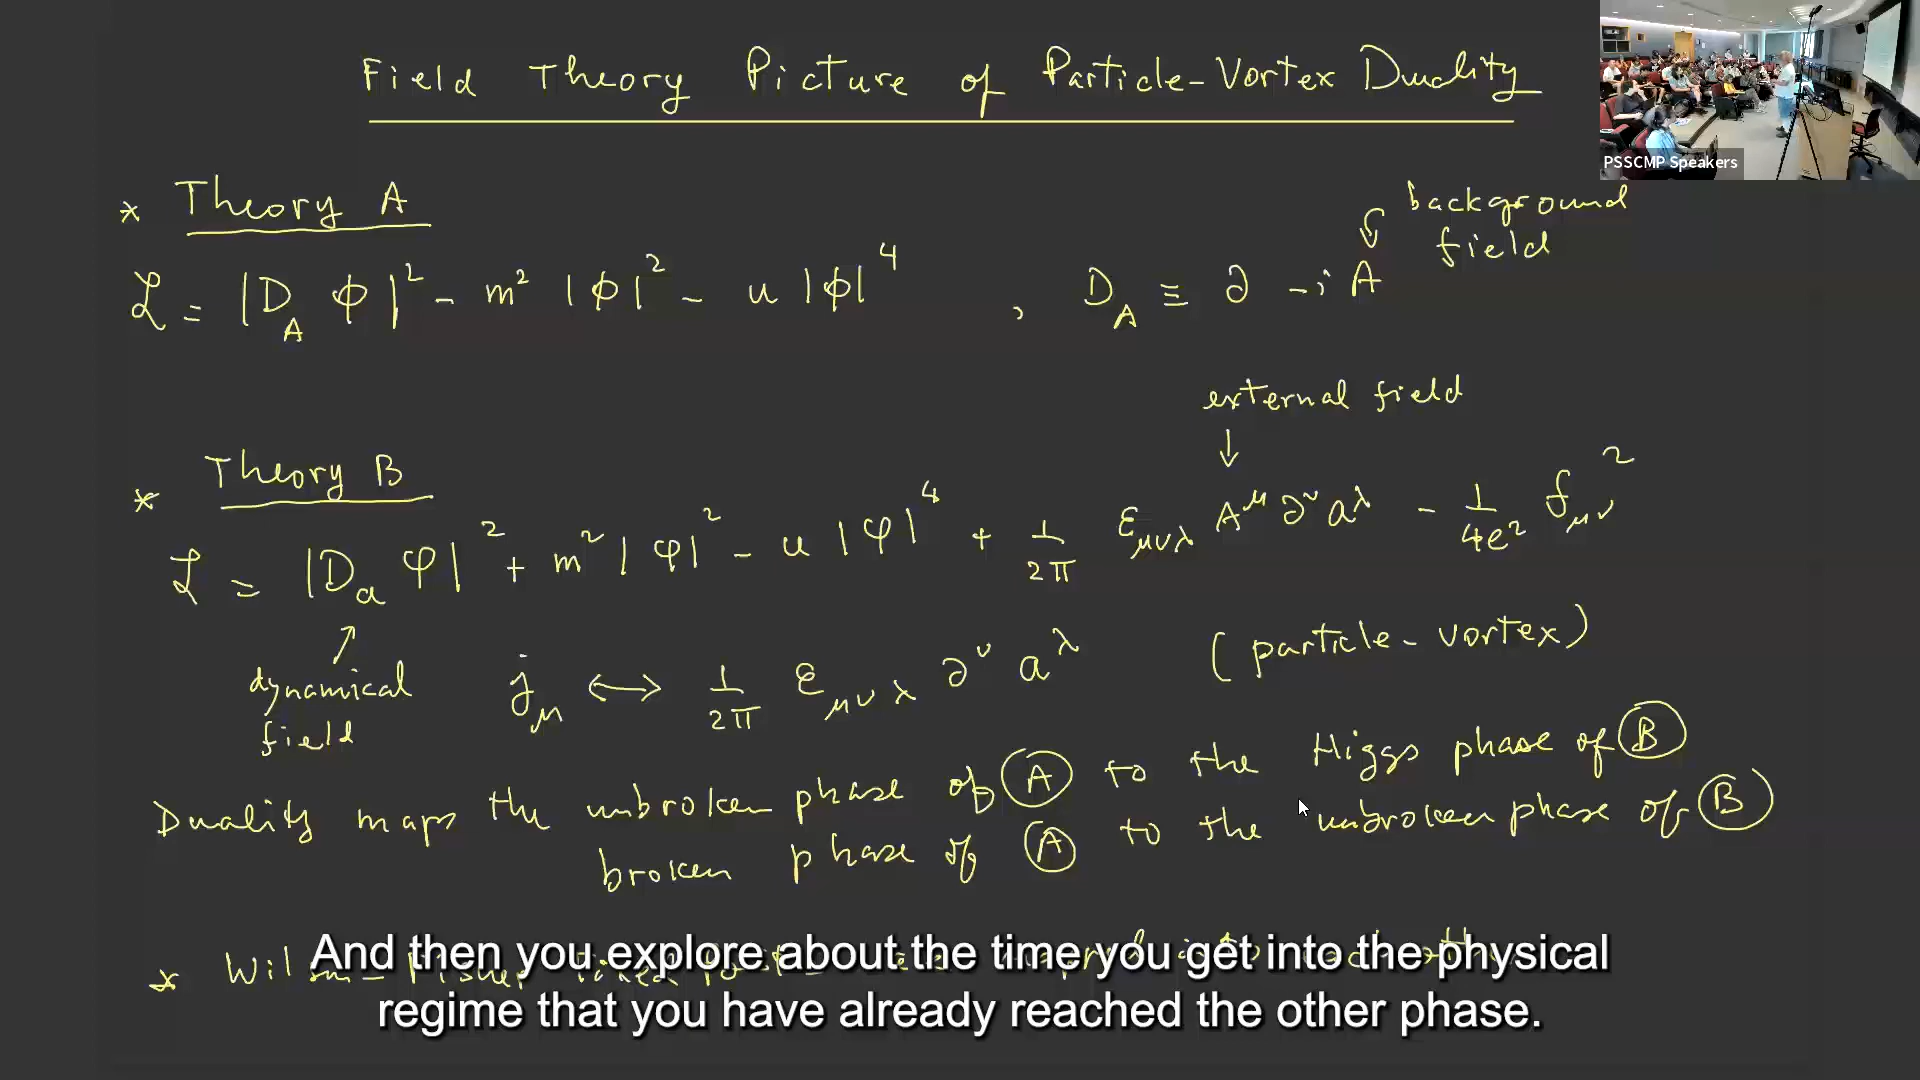 Field Theory Picture of Particle-Vortex Duality
PSSCMP Speakers
* Theory A
background
field
ℒ = |D_A ϕ|² - m² |ϕ|² - u |ϕ|⁴ , D_A ≡ ∂ - i A
external field
* Theory B
ℒ = |D_a φ|² + m² |φ|² - u |φ|⁴ + 1/2π ε_μνλ A^μ ∂^ν a^λ - 1/4e² f_μν²
dynamical
field
j_μ ⟷ 1/2π ε_μνλ ∂^ν a^λ (particle-vortex)
Duality maps the unbroken phase of A to the Higgs phase of B
broken phase of A to the unbroken phase of B
* Wilson-Fisher
And then you explore about the time you get into the physical
regime that you have already reached the other phase.